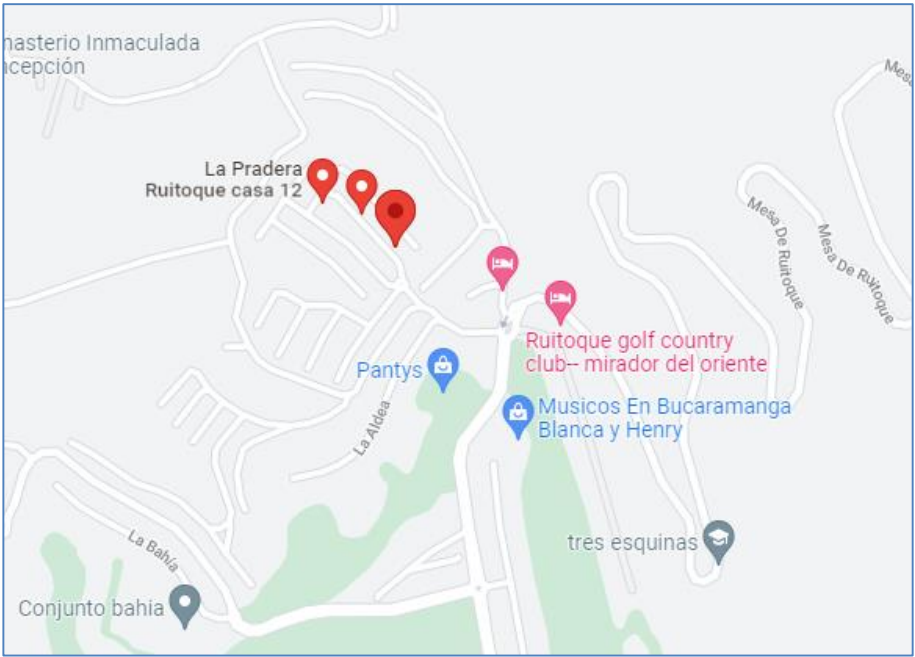 nasterio Inmaculada
ncepción
Mesa
La Pradera
Ruitoque casa 12
Mesa De Ruitoque
Mesa De Ruitoque
Ruitoque golf country
club-- mirador del oriente
Pantys
Musicos En Bucaramanga
Blanca y Henry
La Aldea
tres esquinas
La Bahía
Conjunto bahia